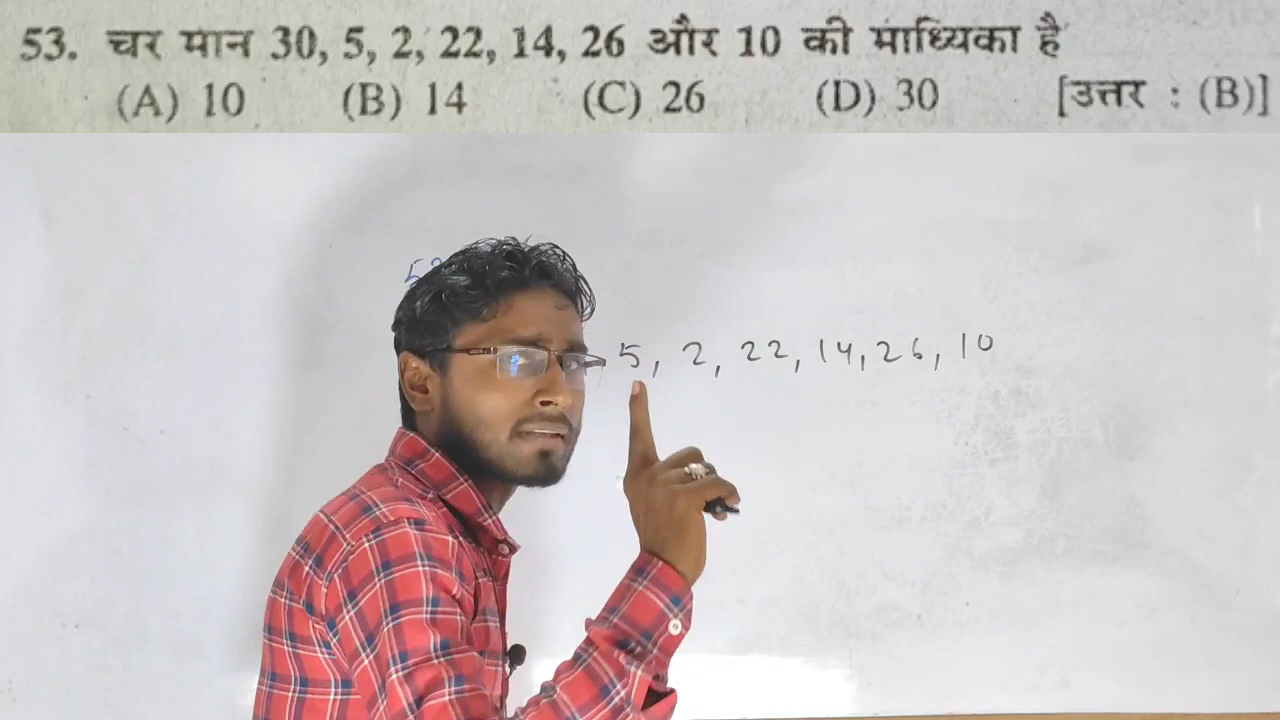 53. चर मान 30, 5, 2, 22, 14, 26 और 10 की माध्यिका है
(A) 10 (B) 14 (C) 26 (D) 30 [उत्तर : (B)]
53
5, 2, 22, 14, 26, 10